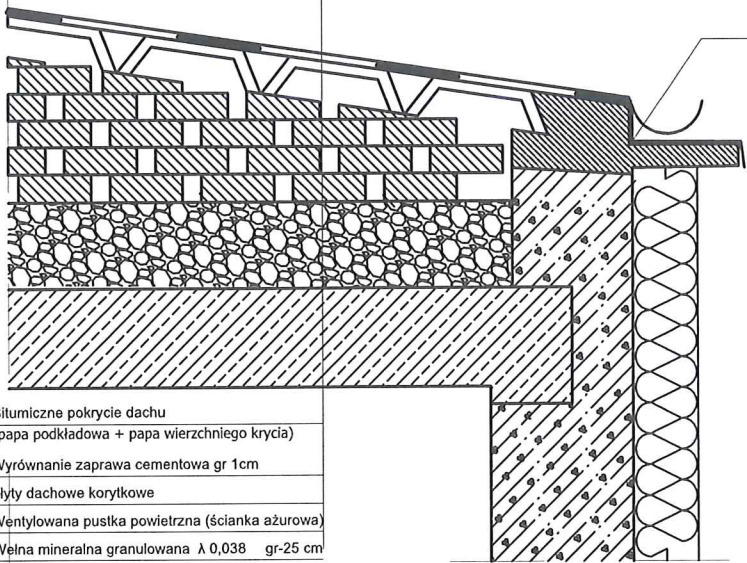 itumiczne pokrycie dachu
papa podkładowa + papa wierzchniego krycia)
Wyrównanie zaprawa cementowa gr 1cm
łyty dachowe korytkowe
Wentylowana pustka powietrzna (ścianka ażurowa)
Wełna mineralna granulowana λ 0,038 gr-25 cm